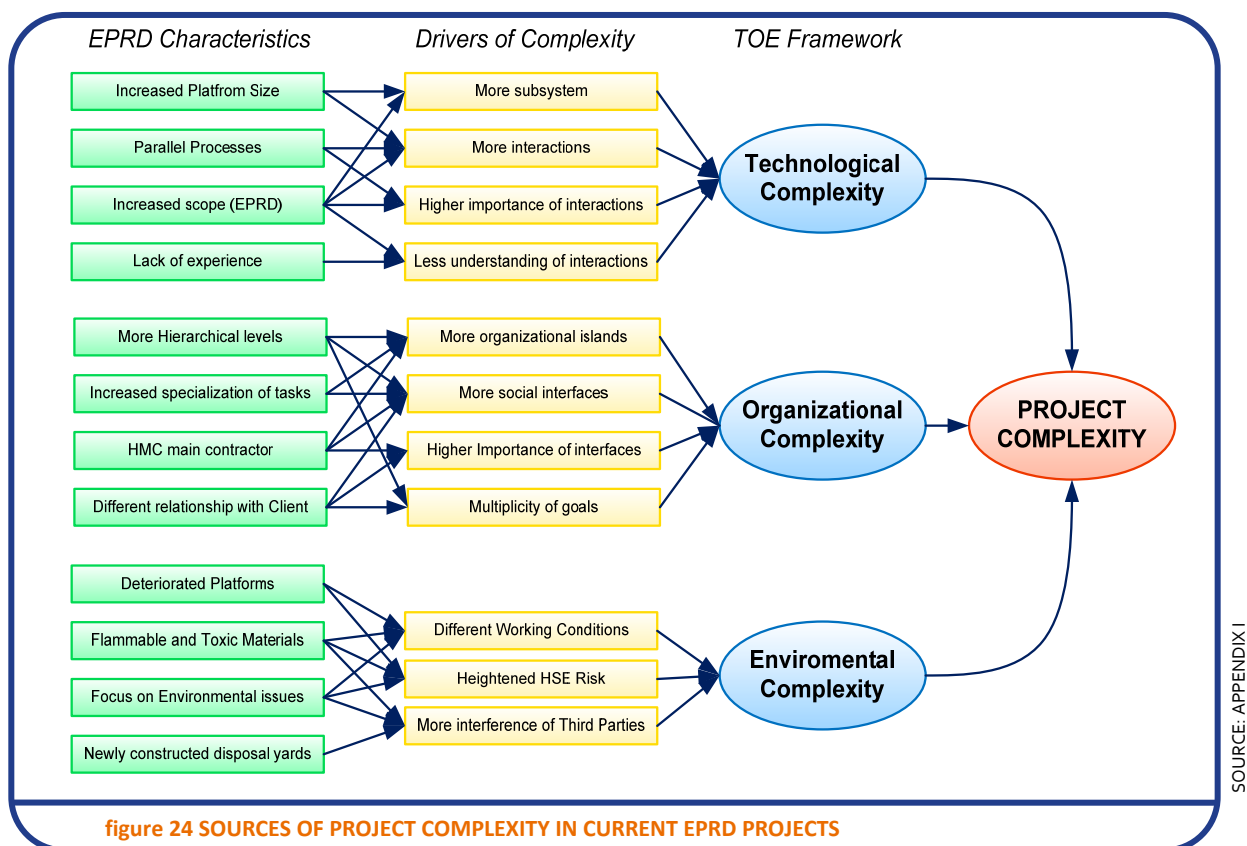 EPRD Characteristics
Drivers of Complexity
TOE Framework
Increased Platfrom Size
Parallel Processes
Increased scope (EPRD)
Lack of experience
More subsystem
More interactions
Higher importance of interactions
Less understanding of interactions
Technological
Complexity
More Hierarchical levels
Increased specialization of tasks
HMC main contractor
Different relationship with Client
More organizational islands
More social interfaces
Higher Importance of interfaces
Multiplicity of goals
Organizational
Complexity
PROJECT
COMPLEXITY
Deteriorated Platforms
Flammable and Toxic Materials
Focus on Environmental issues
Newly constructed disposal yards
Different Working Conditions
Heightened HSE Risk
More interference of Third Parties
Enviromental
Complexity
SOURCE: APPENDIX I
figure 24 SOURCES OF PROJECT COMPLEXITY IN CURRENT EPRD PROJECTS